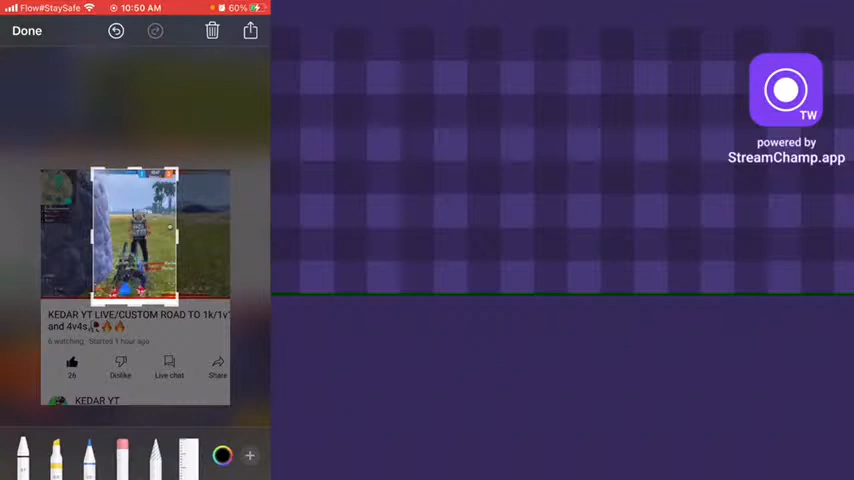 Flow#StaySafe
10:50 AM
60%
Done
TW
powered by
StreamChamp.app
KEDAR YT LIVE/CUSTOM ROAD TO 1k/1v
and 4v4s
6 watching · Started 1 hour ago
26
Dislike
Live chat
Share
KEDAR YT